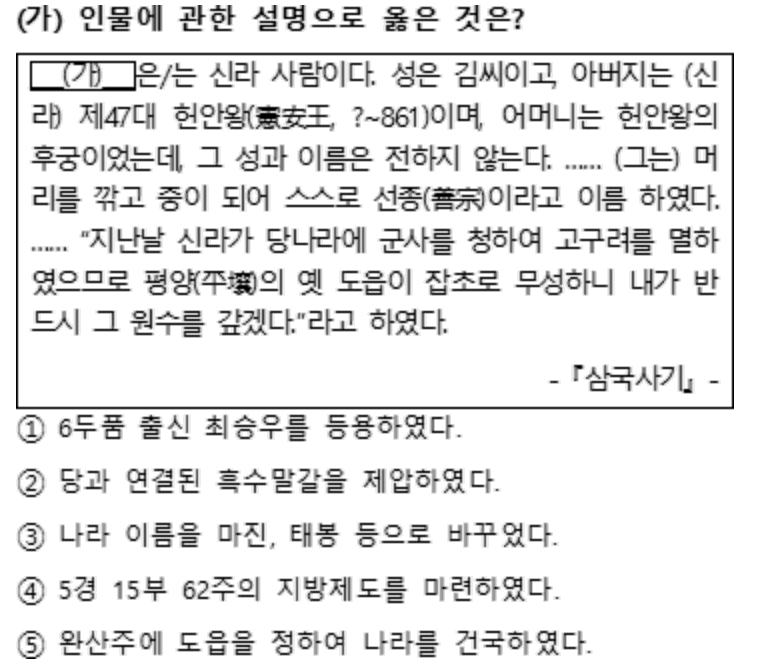 (가) 인물에 관한 설명으로 옳은 것은?
(가) 은/는 신라 사람이다. 성은 김씨이고, 아버지는 (신
라) 제47대 헌안왕(憲安王, ?~861)이며, 어머니는 헌안왕의
후궁이었는데, 그 성과 이름은 전하지 않는다. …… (그는) 머
리를 깎고 중이 되어 스스로 선종(善宗)이라고 이름 하였다.
…… “지난날 신라가 당나라에 군사를 청하여 고구려를 멸하
였으므로 평양(平壤)의 옛 도읍이 잡초로 무성하니 내가 반
드시 그 원수를 갚겠다.”라고 하였다.
- 『삼국사기』 -
① 6두품 출신 최승우를 등용하였다.
② 당과 연결된 흑수말갈을 제압하였다.
③ 나라 이름을 마진, 태봉 등으로 바꾸었다.
④ 5경 15부 62주의 지방제도를 마련하였다.
⑤ 완산주에 도읍을 정하여 나라를 건국하였다.